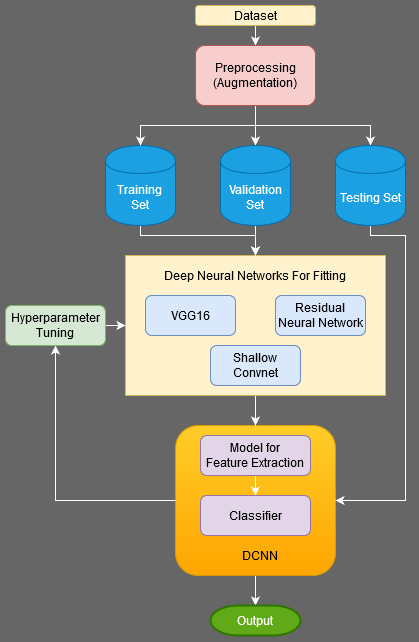 Dataset
Preprocessing
(Augmentation)
Training
Set
Validation
Set
Testing Set
Deep Neural Networks For Fitting
VGG16
Residual
Neural Network
Shallow
Convnet
Hyperparameter
Tuning
Model for
Feature Extraction
Classifier
DCNN
Output